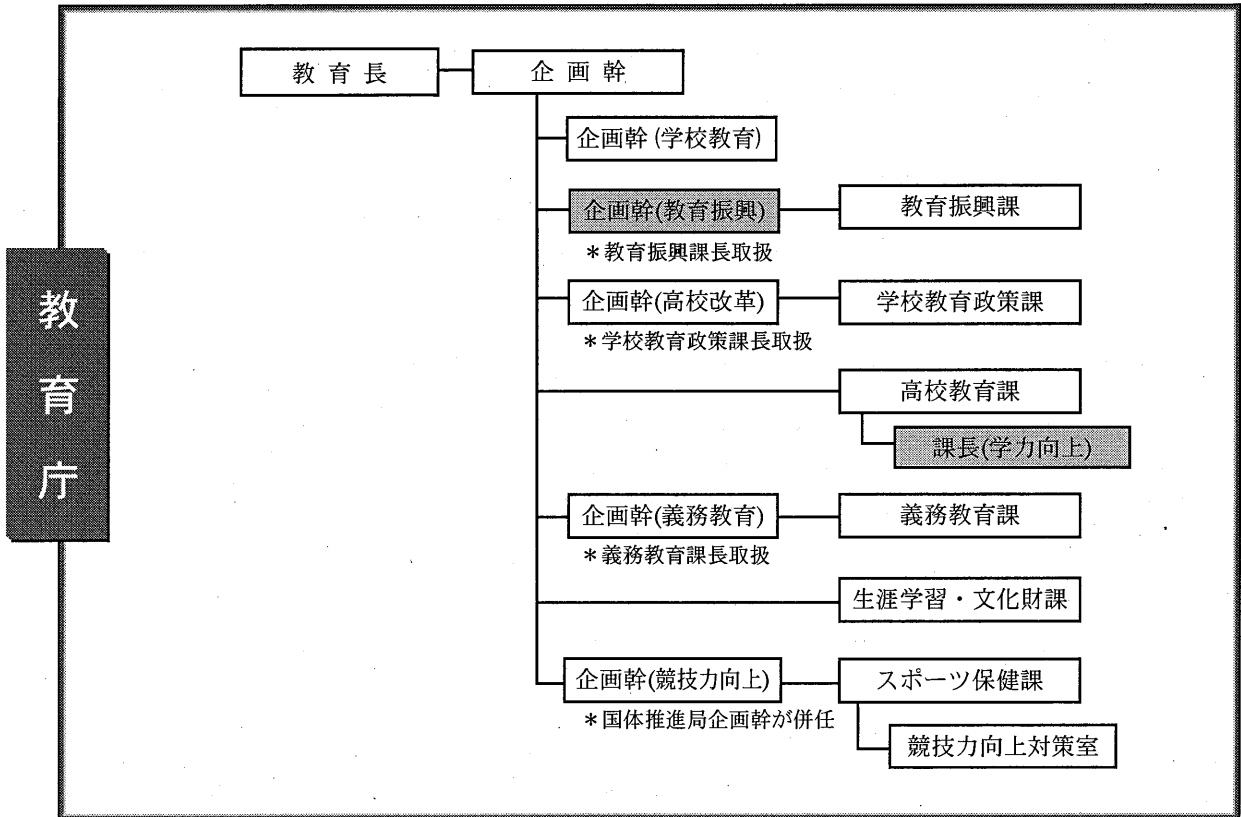 教育庁
教育長
企画幹
企画幹(学校教育)
企画幹(教育振興)
教育振興課
＊教育振興課長取扱
企画幹(高校改革)
学校教育政策課
＊学校教育政策課長取扱
高校教育課
課長(学力向上)
企画幹(義務教育)
義務教育課
＊義務教育課長取扱
生涯学習・文化財課
企画幹(競技力向上)
スポーツ保健課
＊国体推進局企画幹が併任
競技力向上対策室